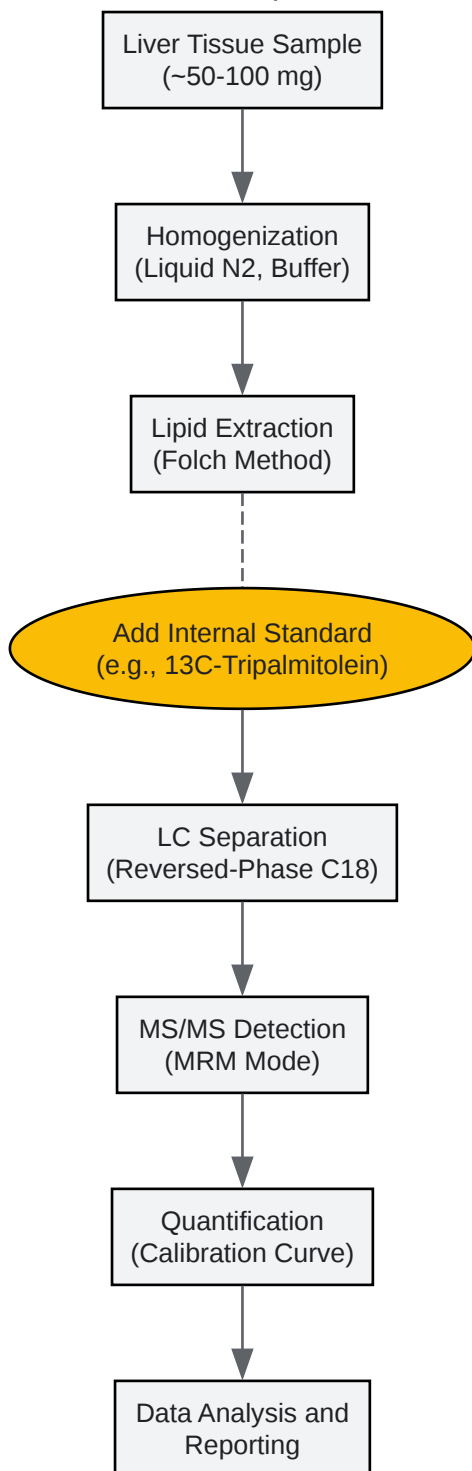 Liver Tissue Sample
(~50-100 mg)
Homogenization
(Liquid N2, Buffer)
Lipid Extraction
(Folch Method)
Add Internal Standard
(e.g., 13C-Tripalmitolein)
LC Separation
(Reversed-Phase C18)
MS/MS Detection
(MRM Mode)
Quantification
(Calibration Curve)
Data Analysis and
Reporting